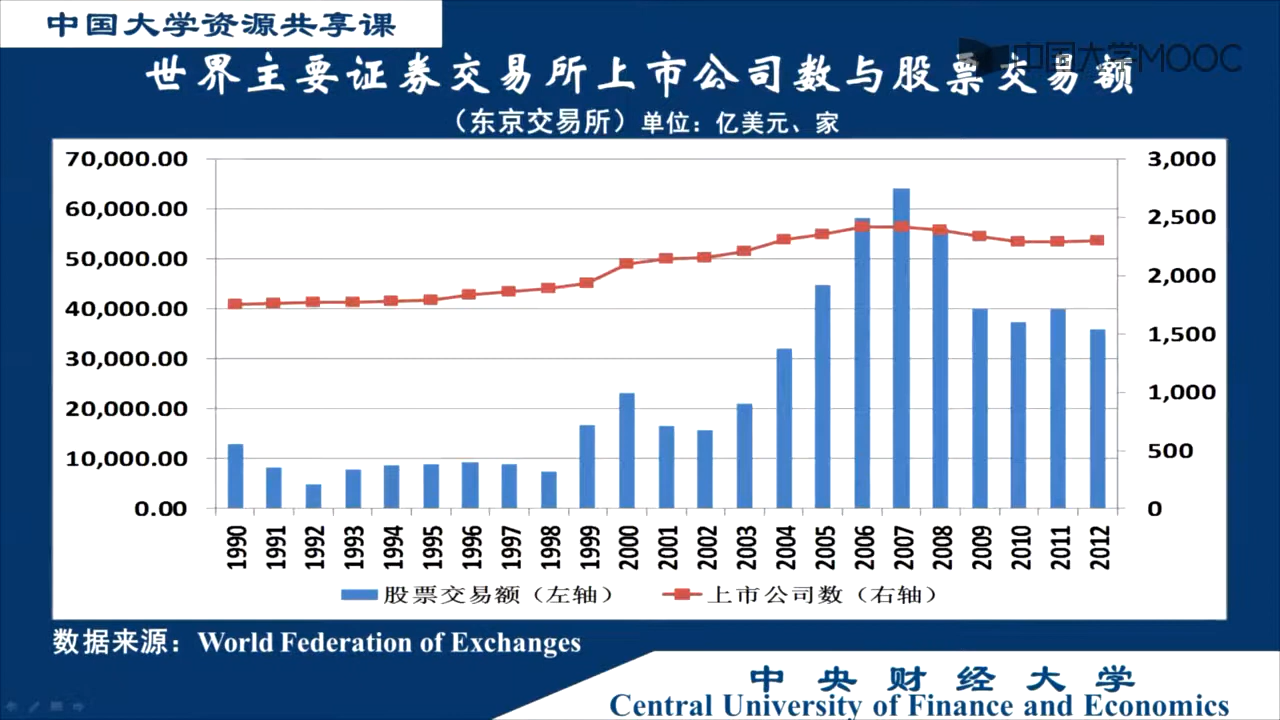 中国大学资源共享课
中国大学MOOC
世界主要证券交易所上市公司数与股票交易额
（东京交易所）单位：亿美元、家
70,000.00
60,000.00
50,000.00
40,000.00
30,000.00
20,000.00
10,000.00
0.00
3,000
2,500
2,000
1,500
1,000
500
0
1990 1991 1992 1993 1994 1995 1996 1997 1998 1999 2000 2001 2002 2003 2004 2005 2006 2007 2008 2009 2010 2011 2012
股票交易额（左轴） 上市公司数（右轴）
数据来源：World Federation of Exchanges
中央财经大学
Central University of Finance and Economics